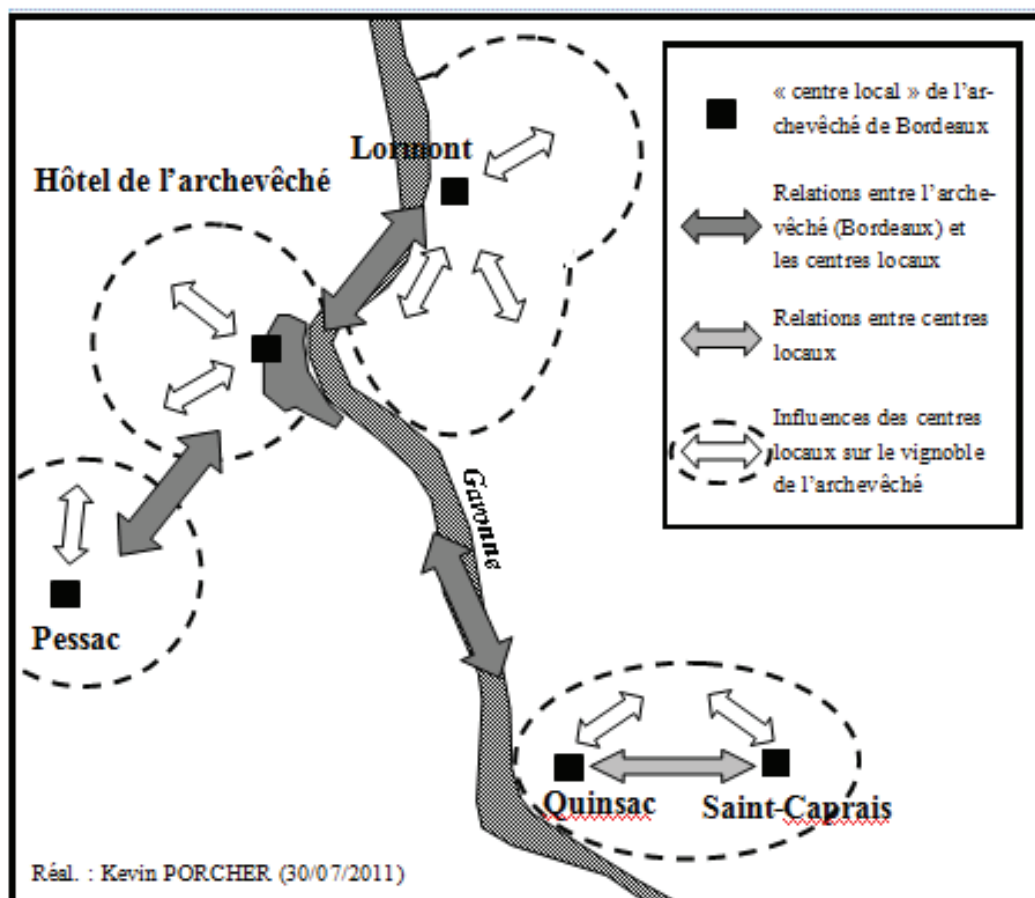 Lormont
Hôtel de l'archevêché
Garonne
Pessac
Quinsac
Saint-Caprais
Réal. : Kevin PORCHER (30/07/2011)
« centre local » de l'ar-
chevêché de Bordeaux
Relations entre l'arche-
vêché (Bordeaux) et
les centres locaux
Relations entre centres
locaux
Influences des centres
locaux sur le vignoble
de l'archevêché